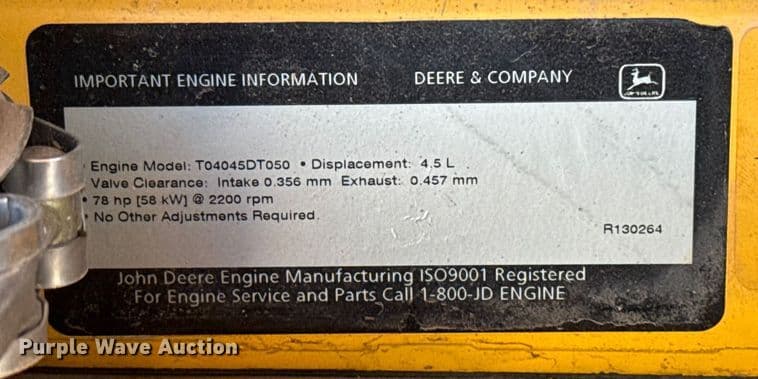 IMPORTANT ENGINE INFORMATION DEERE & COMPANY
JOHN DEERE
• Engine Model: T04045DT050 • Displacement: 4.5 L
• Valve Clearance: Intake 0.356 mm Exhaust: 0.457 mm
• 78 hp [58 kW] @ 2200 rpm
• No Other Adjustments Required.
R130264
John Deere Engine Manufacturing ISO9001 Registered
For Engine Service and Parts Call 1-800-JD ENGINE
Purple Wave Auction